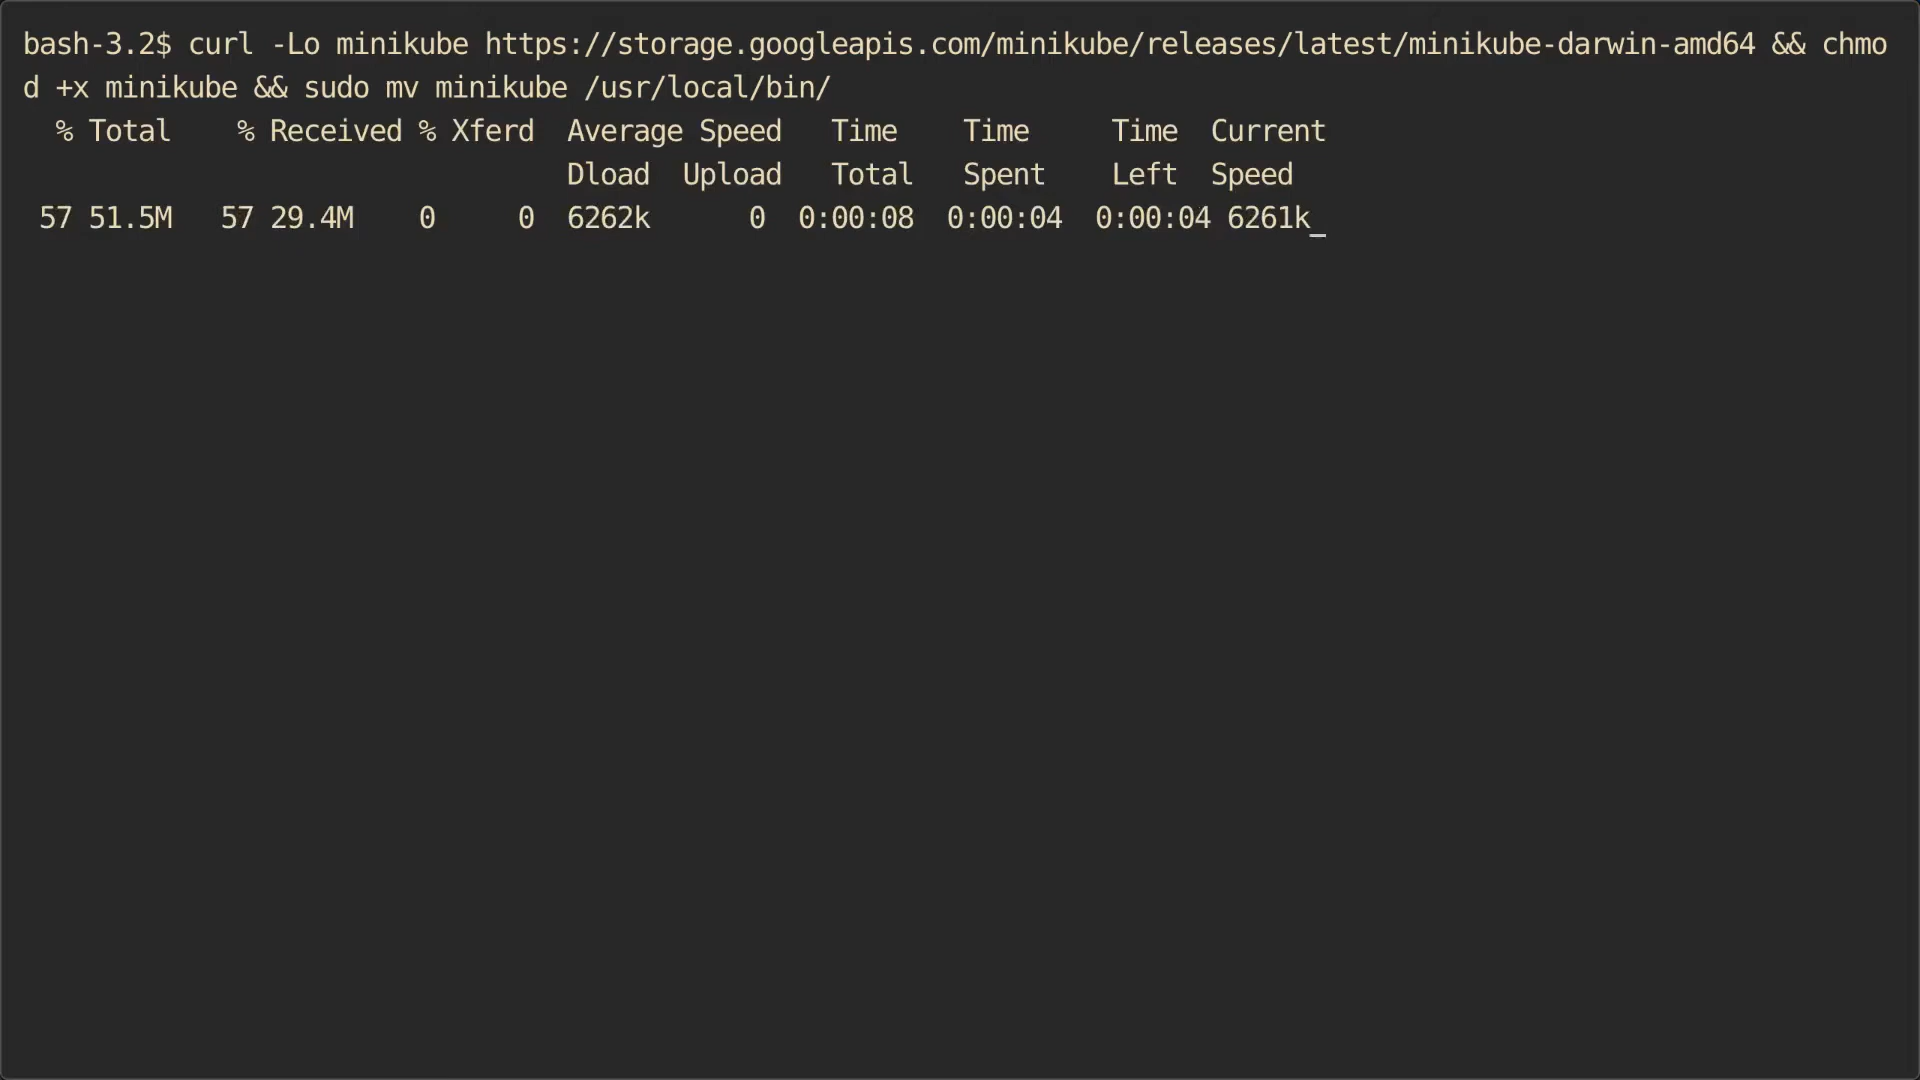 bash-3.2$ curl -Lo minikube https://storage.googleapis.com/minikube/releases/latest/minikube-darwin-amd64 && chmo
d +x minikube && sudo mv minikube /usr/local/bin/
  % Total    % Received % Xferd  Average Speed   Time    Time     Time  Current
                                 Dload  Upload   Total   Spent    Left  Speed
 57 51.5M   57 29.4M    0     0  6262k      0  0:00:08  0:00:04  0:00:04 6261k_